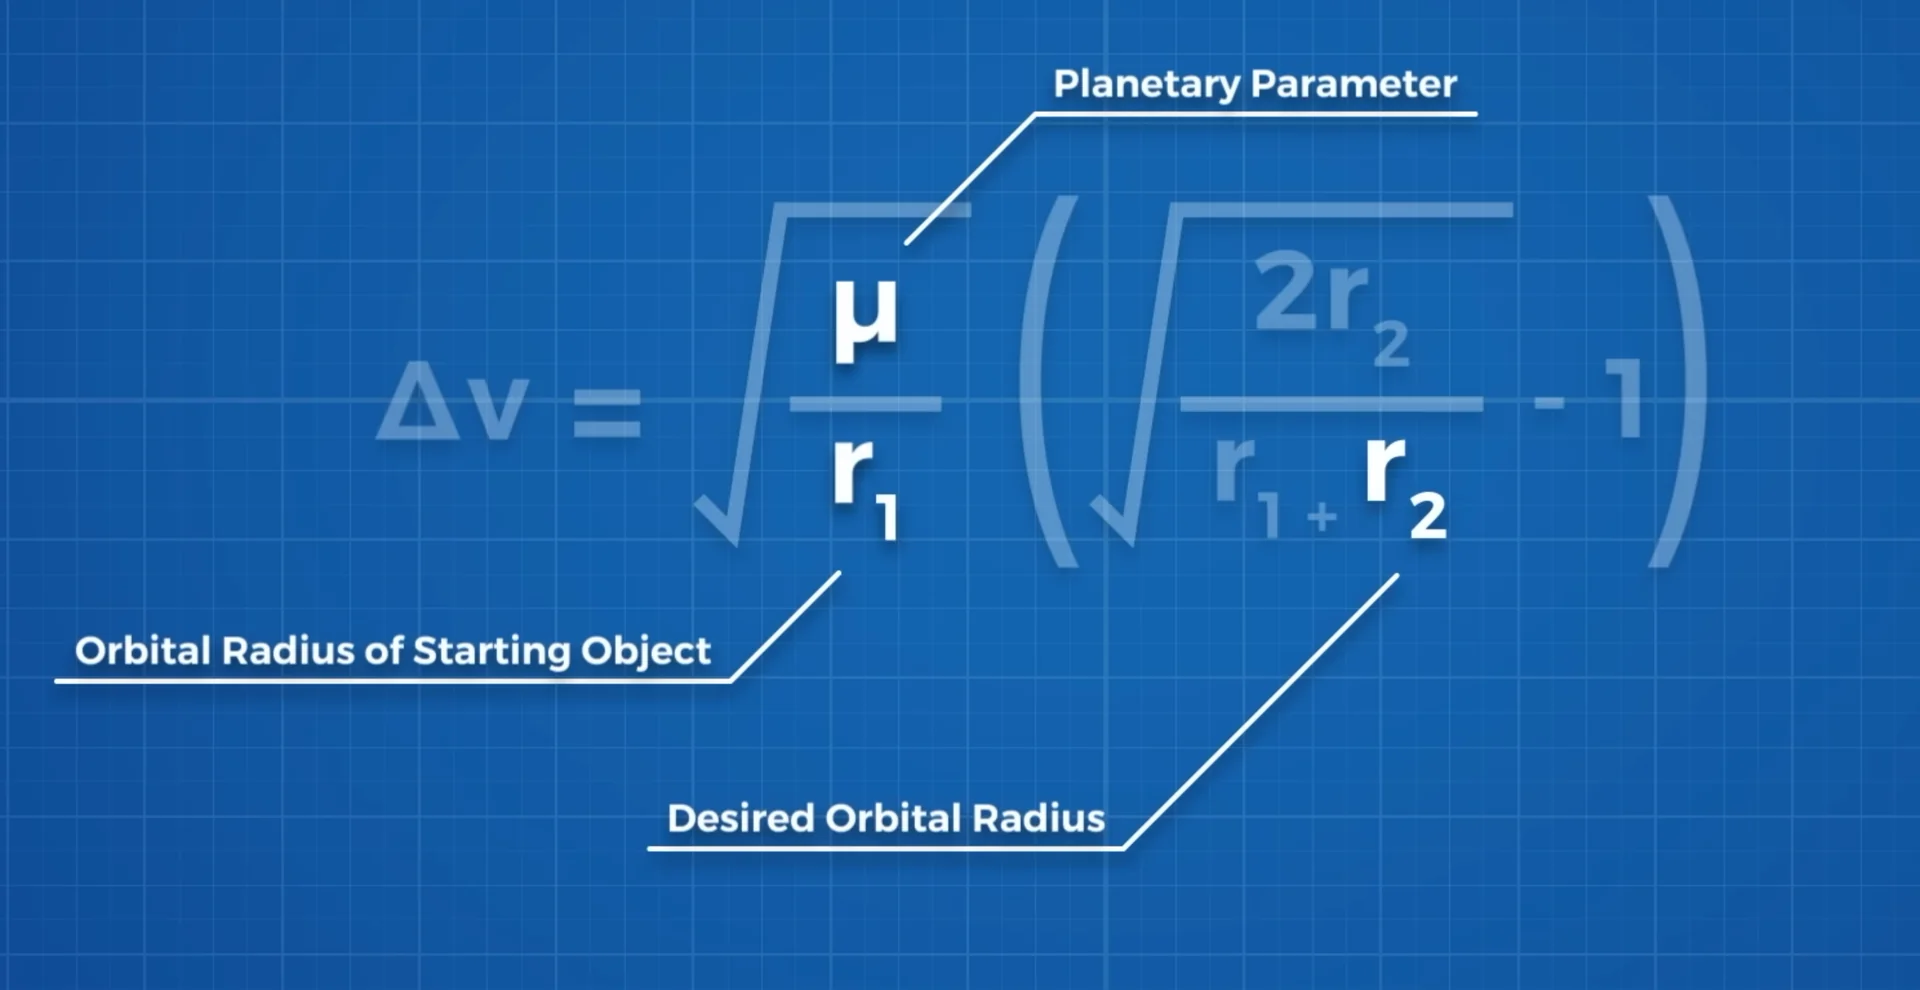 Planetary Parameter
Δv = √ μ / r₁ ( √ 2r₂ / r₁ + r₂ - 1 )
Orbital Radius of Starting Object
Desired Orbital Radius